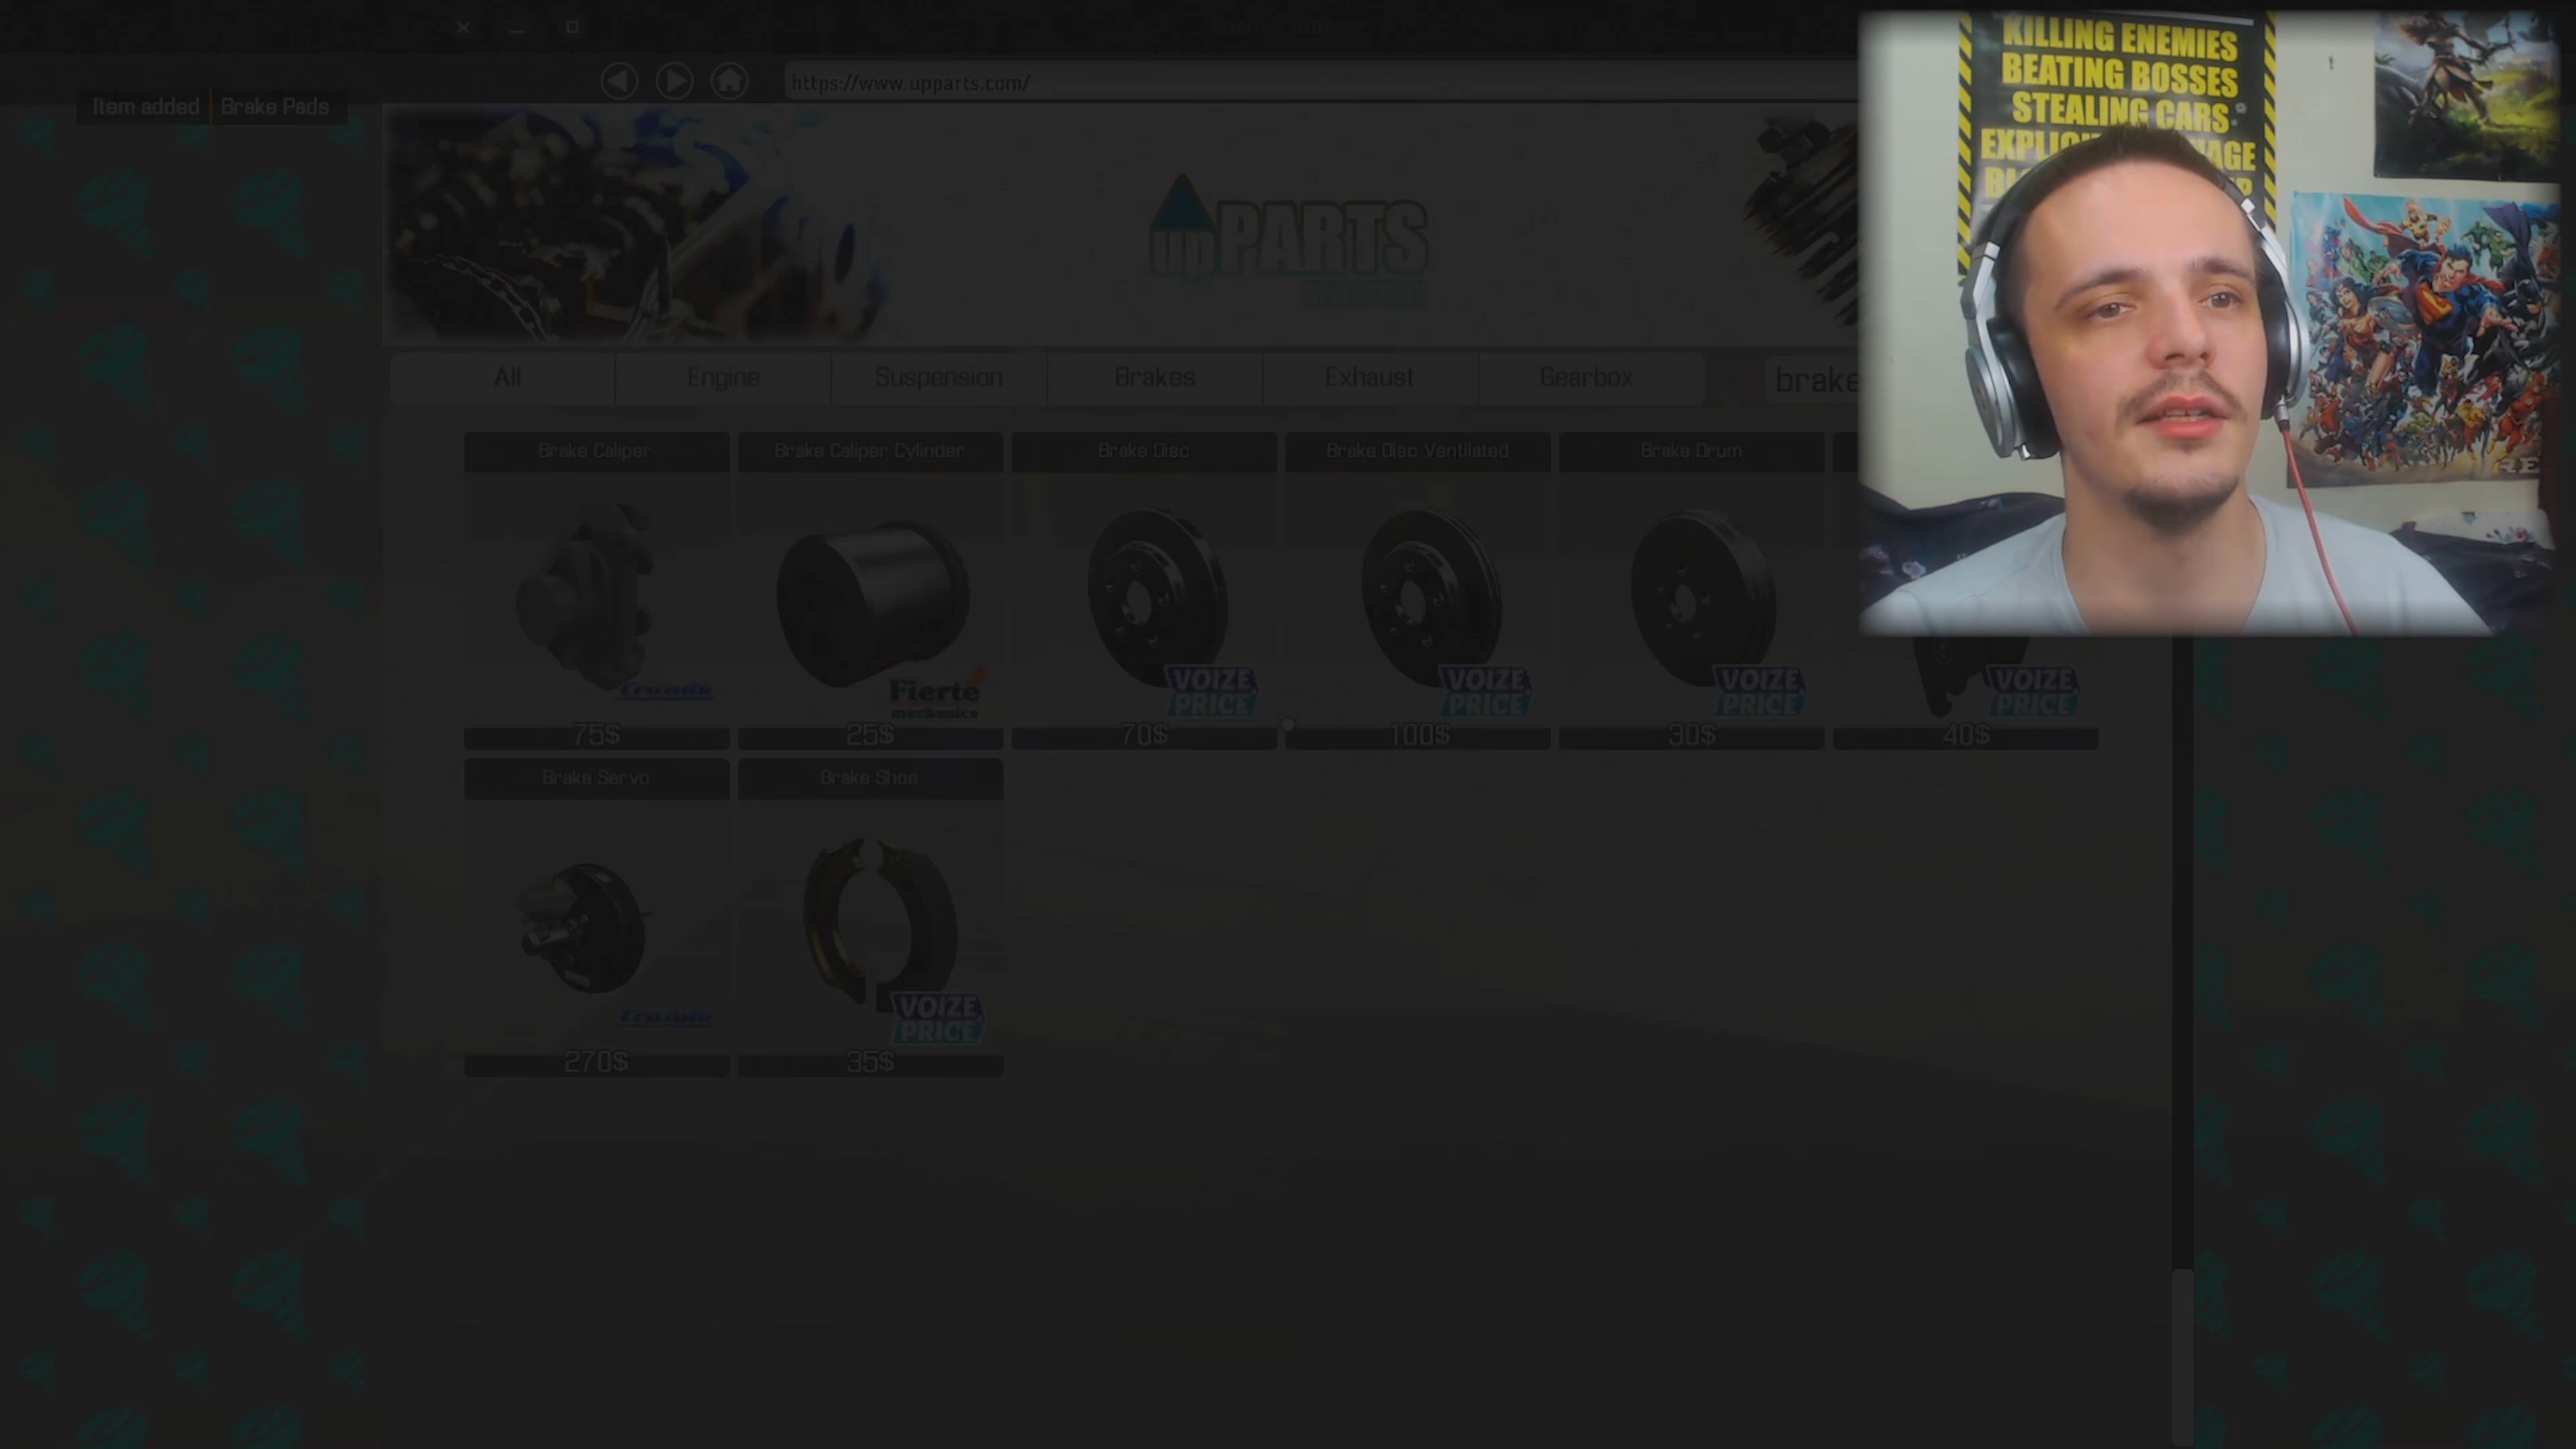 https://www.upparts.com/
Item added | Brake Pads
upPARTS
All
Engine
Suspension
Brakes
Exhaust
Gearbox
brake
Brake Caliper
Brake Caliper Cylinder
Brake Disc
Brake Disc Ventilated
Brake Drum
Fierte
mechanics
VOIZE
PRICE
VOIZE
PRICE
VOIZE
PRICE
VOIZE
PRICE
75$
25$
70$
100$
30$
40$
Brake Servo
Brake Shoe
VOIZE
PRICE
270$
35$
KILLING ENEMIES
BEATING BOSSES
STEALING CARS